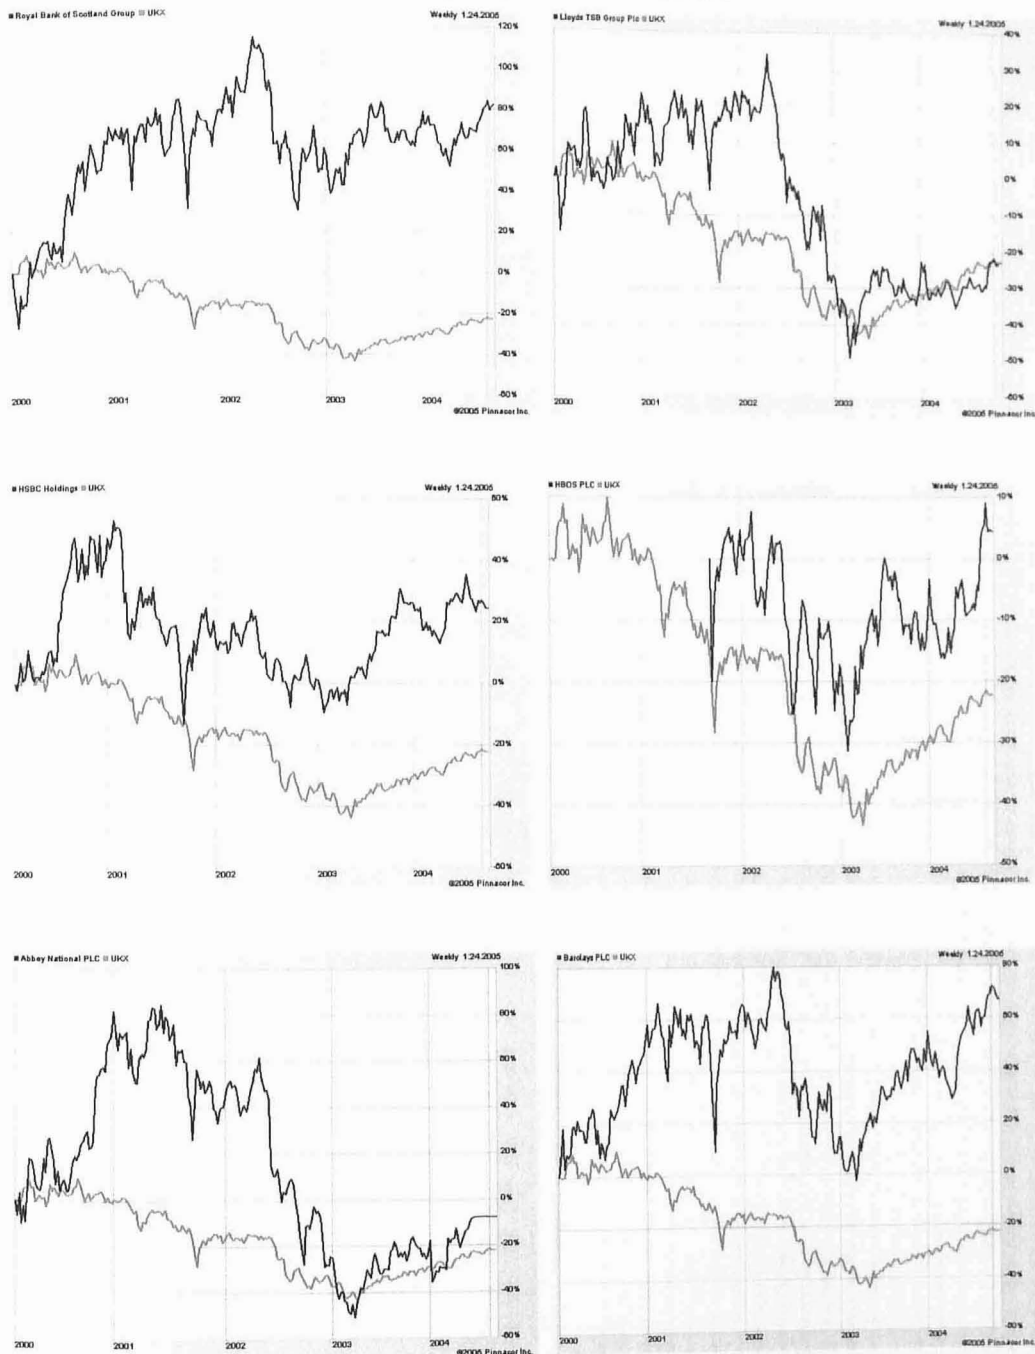 ■ Royal Bank of Scotland Group ■ UKX Weekly 1.24.2005
120%
100%
80%
60%
40%
20%
0%
-20%
-40%
-60%
2000 2001 2002 2003 2004
©2005 Pinnacor Inc.
■ Lloyds TSB Group Plc ■ UKX Weekly 1.24.2005
40%
30%
20%
10%
0%
-10%
-20%
-30%
-40%
-50%
-60%
2000 2001 2002 2003 2004
©2005 Pinnacor Inc.
■ HSBC Holdings ■ UKX Weekly 1.24.2005
60%
40%
20%
0%
-20%
-40%
-60%
2000 2001 2002 2003 2004
©2005 Pinnacor Inc.
■ HBOS PLC ■ UKX Weekly 1.24.2005
10%
0%
-10%
-20%
-30%
-40%
-50%
2000 2001 2002 2003 2004
©2005 Pinnacor Inc.
■ Abbey National PLC ■ UKX Weekly 1.24.2005
100%
80%
60%
40%
20%
0%
-20%
-40%
-60%
2000 2001 2002 2003 2004
©2005 Pinnacor Inc.
■ Barclays PLC ■ UKX Weekly 1.24.2005
80%
60%
40%
20%
0%
-20%
-40%
-60%
2000 2001 2002 2003 2004
©2005 Pinnacor Inc.